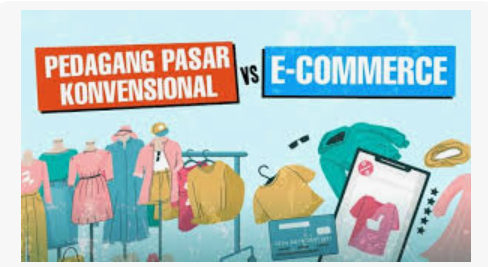 PEDAGANG PASAR
KONVENSIONAL
VS
E-COMMERCE